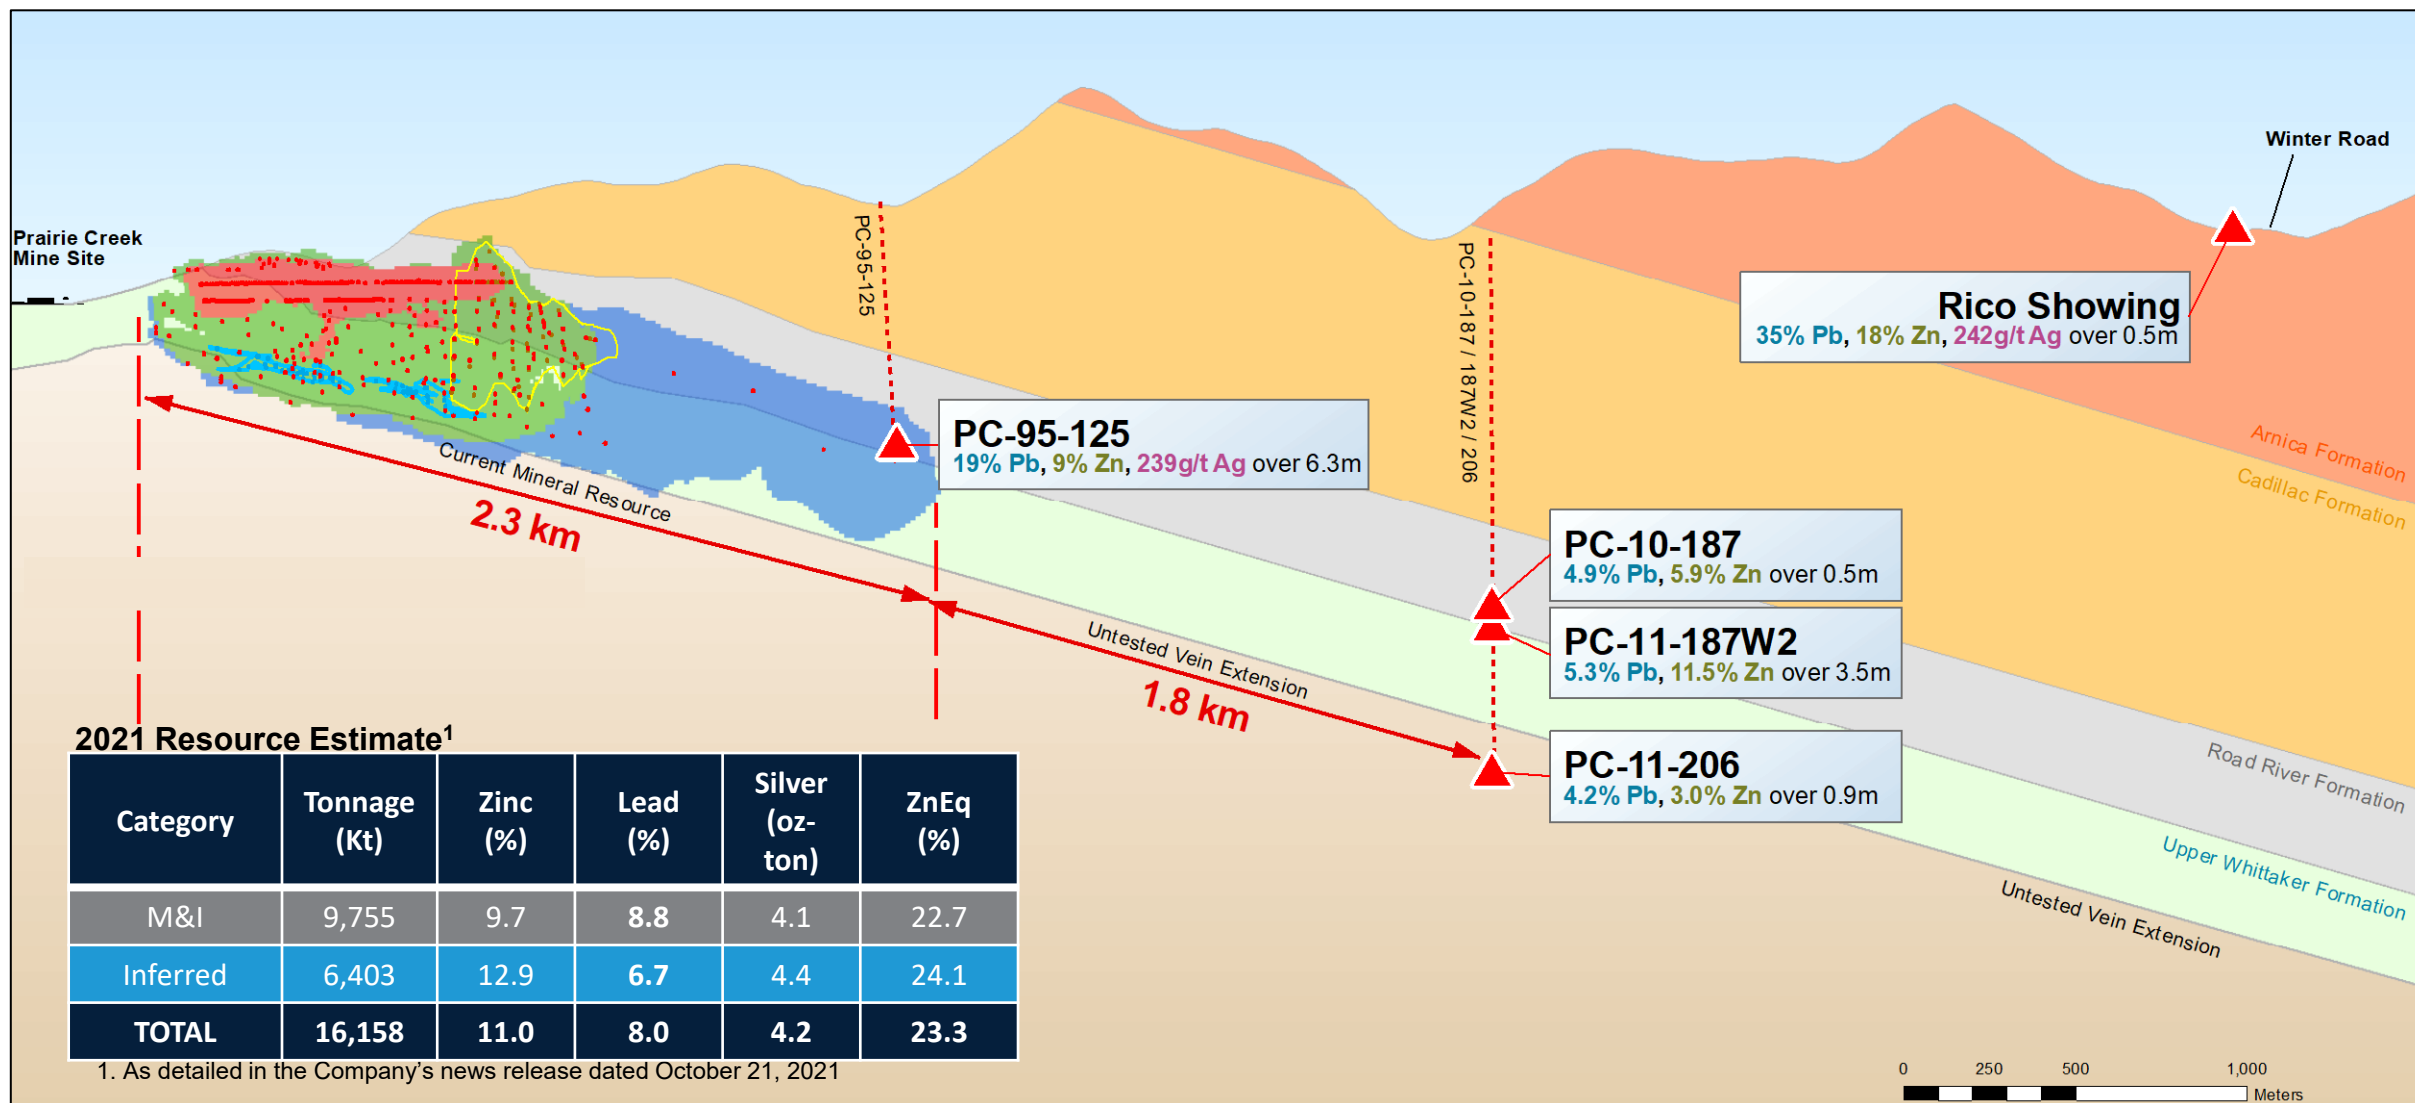 Winter Road
Prairie Creek
Mine Site
PC-95-125
PC-10-187 / 187W2 / 206
Rico Showing
35% Pb, 18% Zn, 242g/t Ag over 0.5m
PC-95-125
19% Pb, 9% Zn, 239g/t Ag over 6.3m
Arnica Formation
Cadillac Formation
Current Mineral Resource
2.3 km
PC-10-187
4.9% Pb, 5.9% Zn over 0.5m
PC-11-187W2
5.3% Pb, 11.5% Zn over 3.5m
Untested Vein Extension
1.8 km
PC-11-206
4.2% Pb, 3.0% Zn over 0.9m
Road River Formation
Upper Whittaker Formation
Untested Vein Extension
2021 Resource Estimate¹
Category Tonnage (Kt) Zinc (%) Lead (%) Silver (oz-ton) ZnEq (%)
M&I 9,755 9.7 8.8 4.1 22.7
Inferred 6,403 12.9 6.7 4.4 24.1
TOTAL 16,158 11.0 8.0 4.2 23.3
1. As detailed in the Company's news release dated October 21, 2021
0 250 500 1,000
Meters